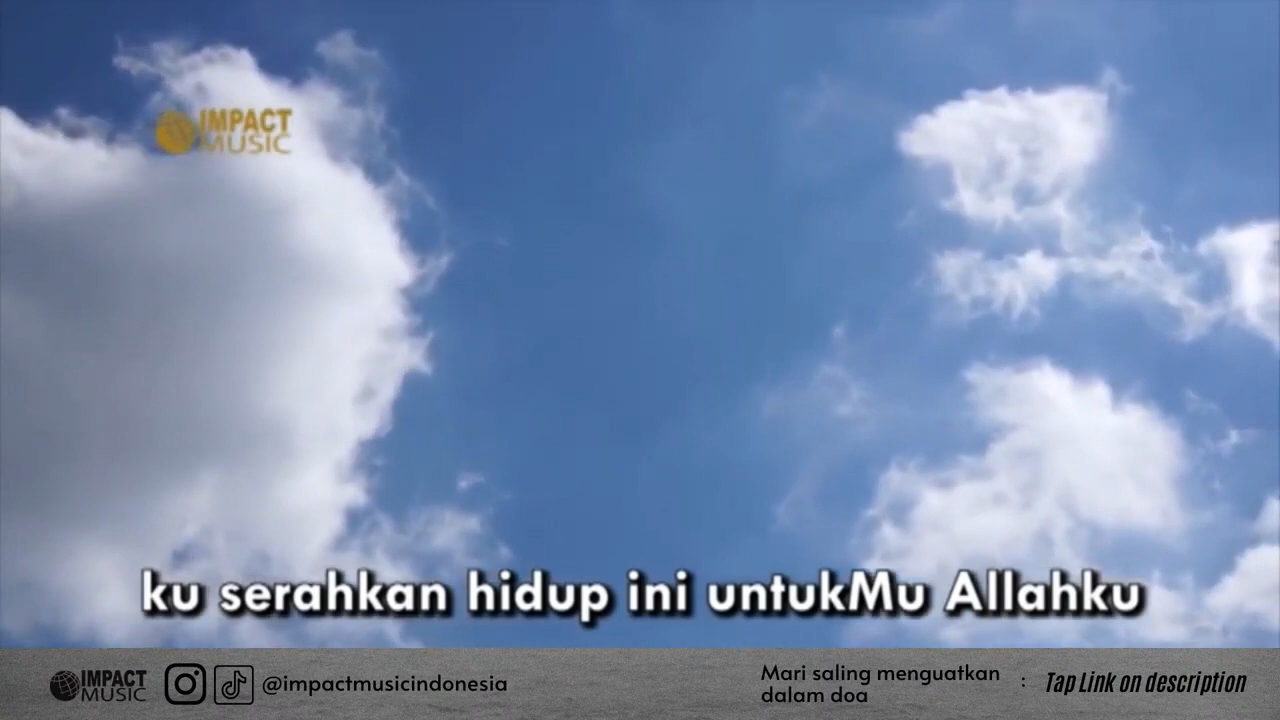 IMPACT
MUSIC
ku serahkan hidup ini untukMu Allahku
IMPACT
MUSIC
@impactmusicindonesia
Mari saling menguatkan
dalam doa
: Tap Link on description